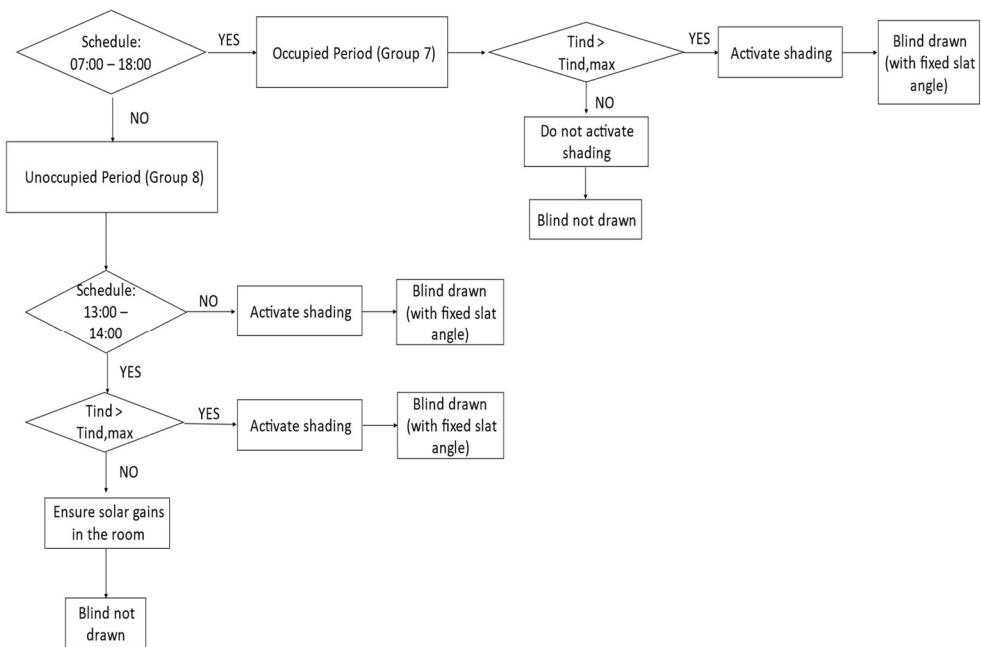 Schedule:
07:00 – 18:00
YES
Occupied Period (Group 7)
Tind >
Tind,max
YES
Activate shading
Blind drawn
(with fixed slat
angle)
NO
NO
Do not activate
shading
Blind not drawn
Unoccupied Period (Group 8)
Schedule:
13:00 –
14:00
NO
Activate shading
Blind drawn
(with fixed slat
angle)
YES
Tind >
Tind,max
YES
Activate shading
Blind drawn
(with fixed slat
angle)
NO
Ensure solar gains
in the room
Blind not
drawn